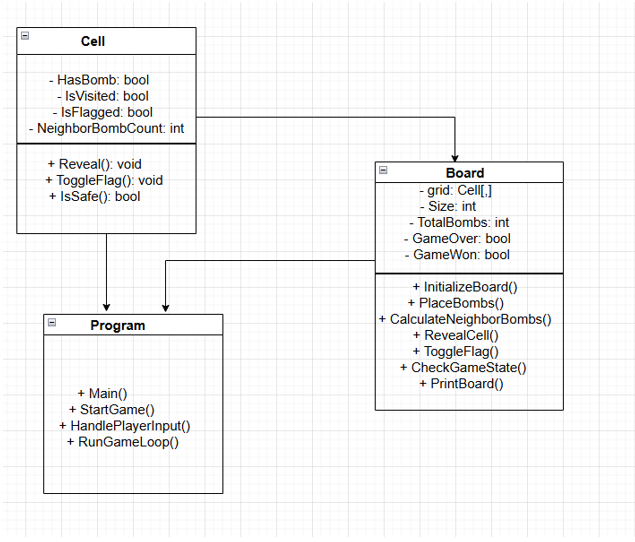 Cell
- HasBomb: bool
- IsVisited: bool
- IsFlagged: bool
- NeighborBombCount: int
+ Reveal(): void
+ ToggleFlag(): void
+ IsSafe(): bool
Board
- grid: Cell[,]
- Size: int
- TotalBombs: int
- GameOver: bool
- GameWon: bool
+ InitializeBoard()
+ PlaceBombs()
+ CalculateNeighborBombs()
+ RevealCell()
+ ToggleFlag()
+ CheckGameState()
+ PrintBoard()
Program
+ Main()
+ StartGame()
+ HandlePlayerInput()
+ RunGameLoop()